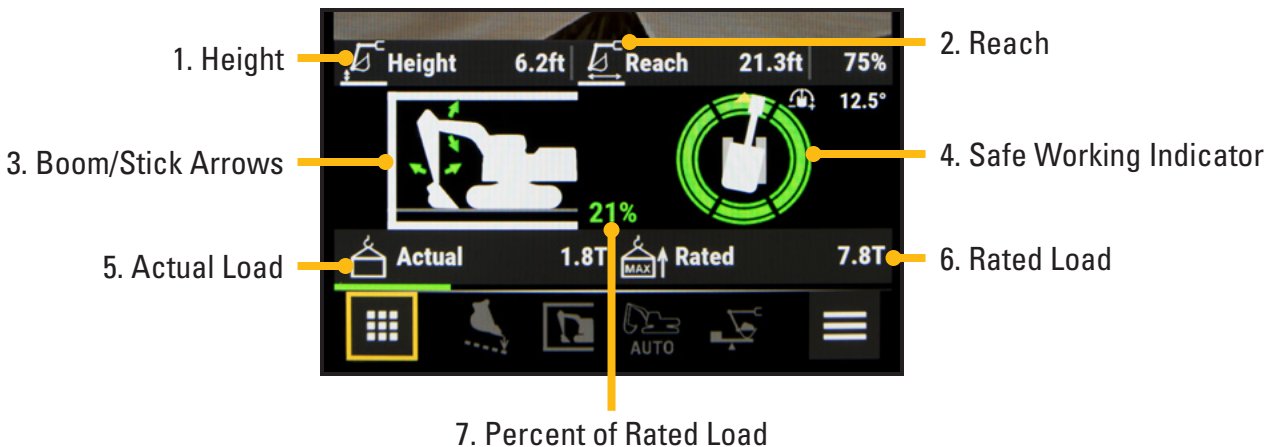 1. Height
2. Reach
Height 6.2ft Reach 21.3ft 75%
12.5°
3. Boom/Stick Arrows
4. Safe Working Indicator
21%
5. Actual Load
Actual 1.8T MAX Rated 7.8T
6. Rated Load
AUTO
7. Percent of Rated Load